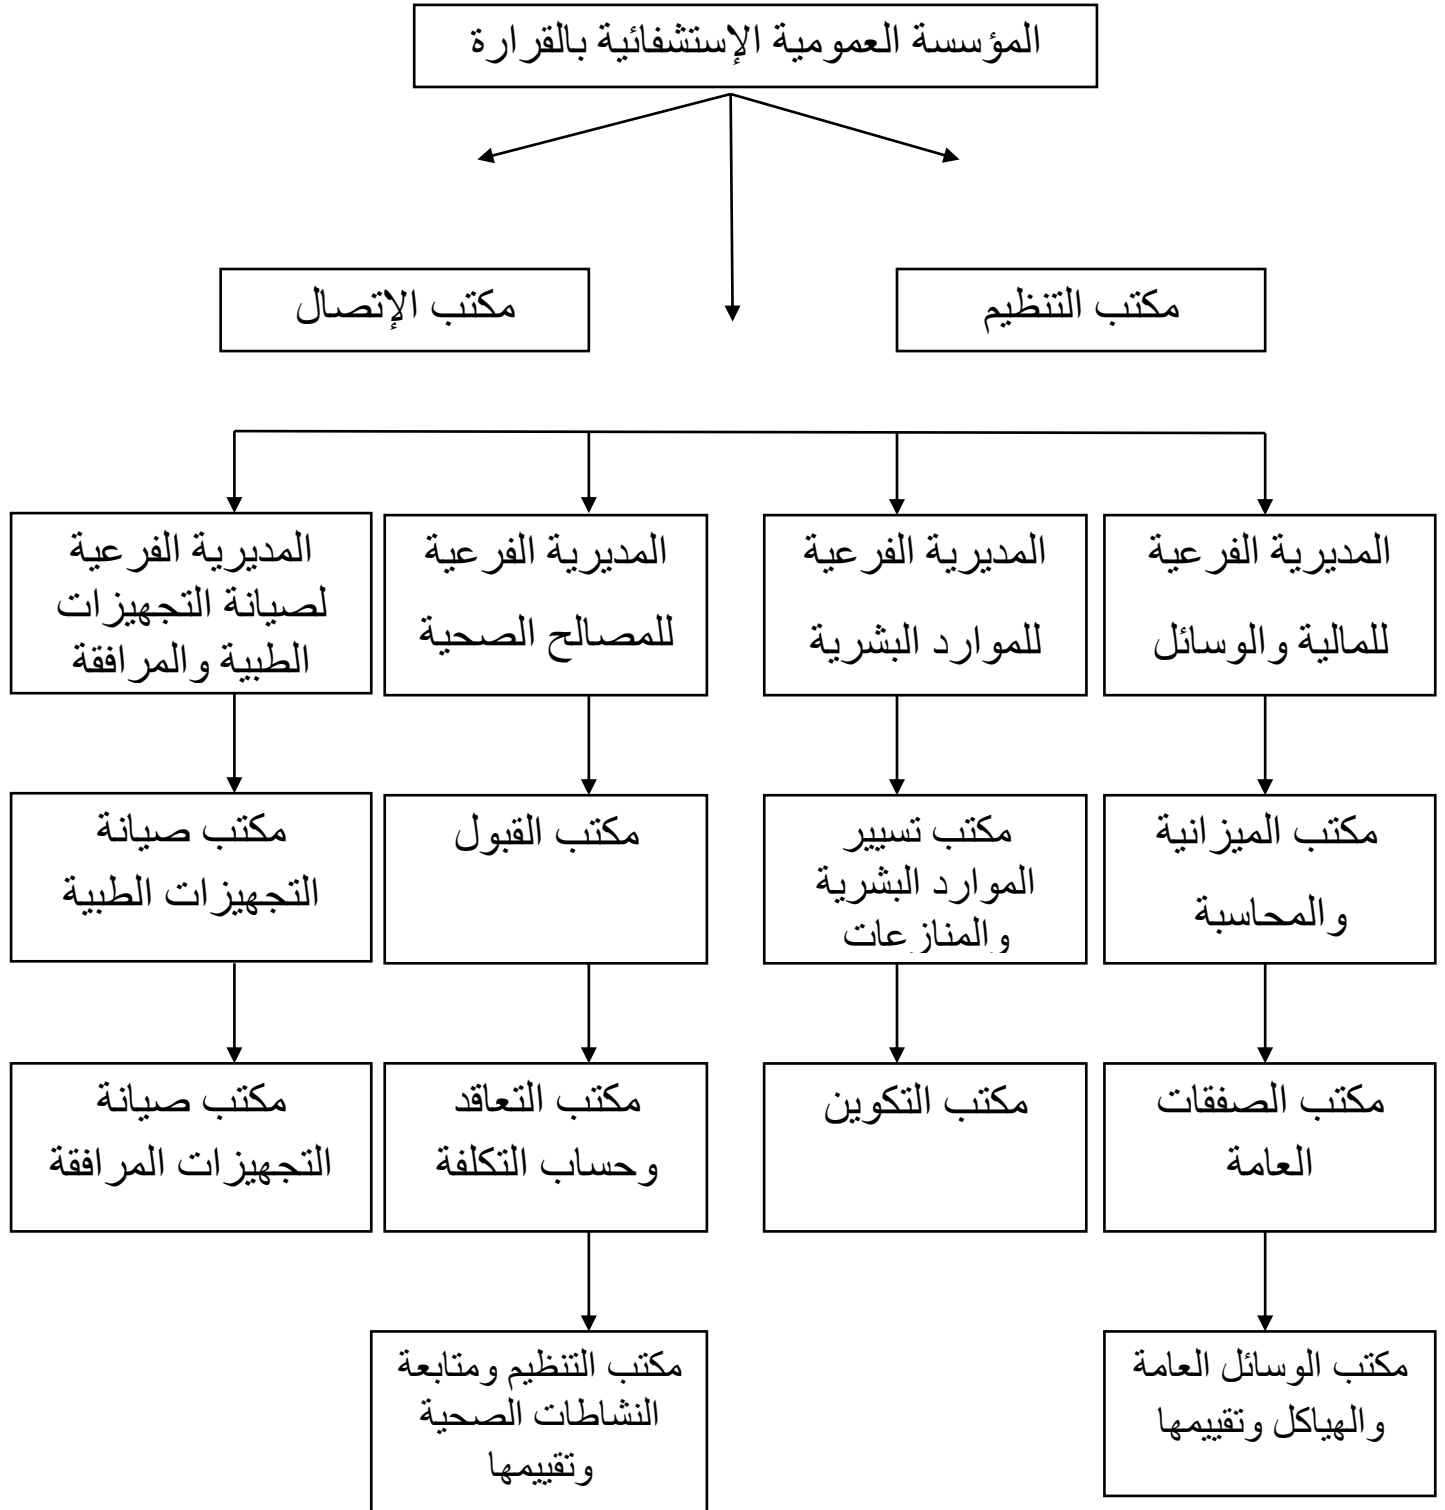 المؤسسة العمومية الإستشفائية بالقرارة
مكتب التنظيم
مكتب الإتصال
المديرية الفرعية
للمالية والوسائل
المديرية الفرعية
للموارد البشرية
المديرية الفرعية
للمصالح الصحية
المديرية الفرعية
لصيانة التجهيزات
الطبية والمرافقة
مكتب الميزانية
والمحاسبة
مكتب تسيير
الموارد البشرية
والمنازعات
مكتب القبول
مكتب صيانة
التجهيزات الطبية
مكتب الصفقات
العامة
مكتب التكوين
مكتب التعاقد
وحساب التكلفة
مكتب صيانة
التجهيزات المرافقة
مكتب الوسائل العامة
والهياكل وتقييمها
مكتب التنظيم ومتابعة
النشاطات الصحية
وتقييمها